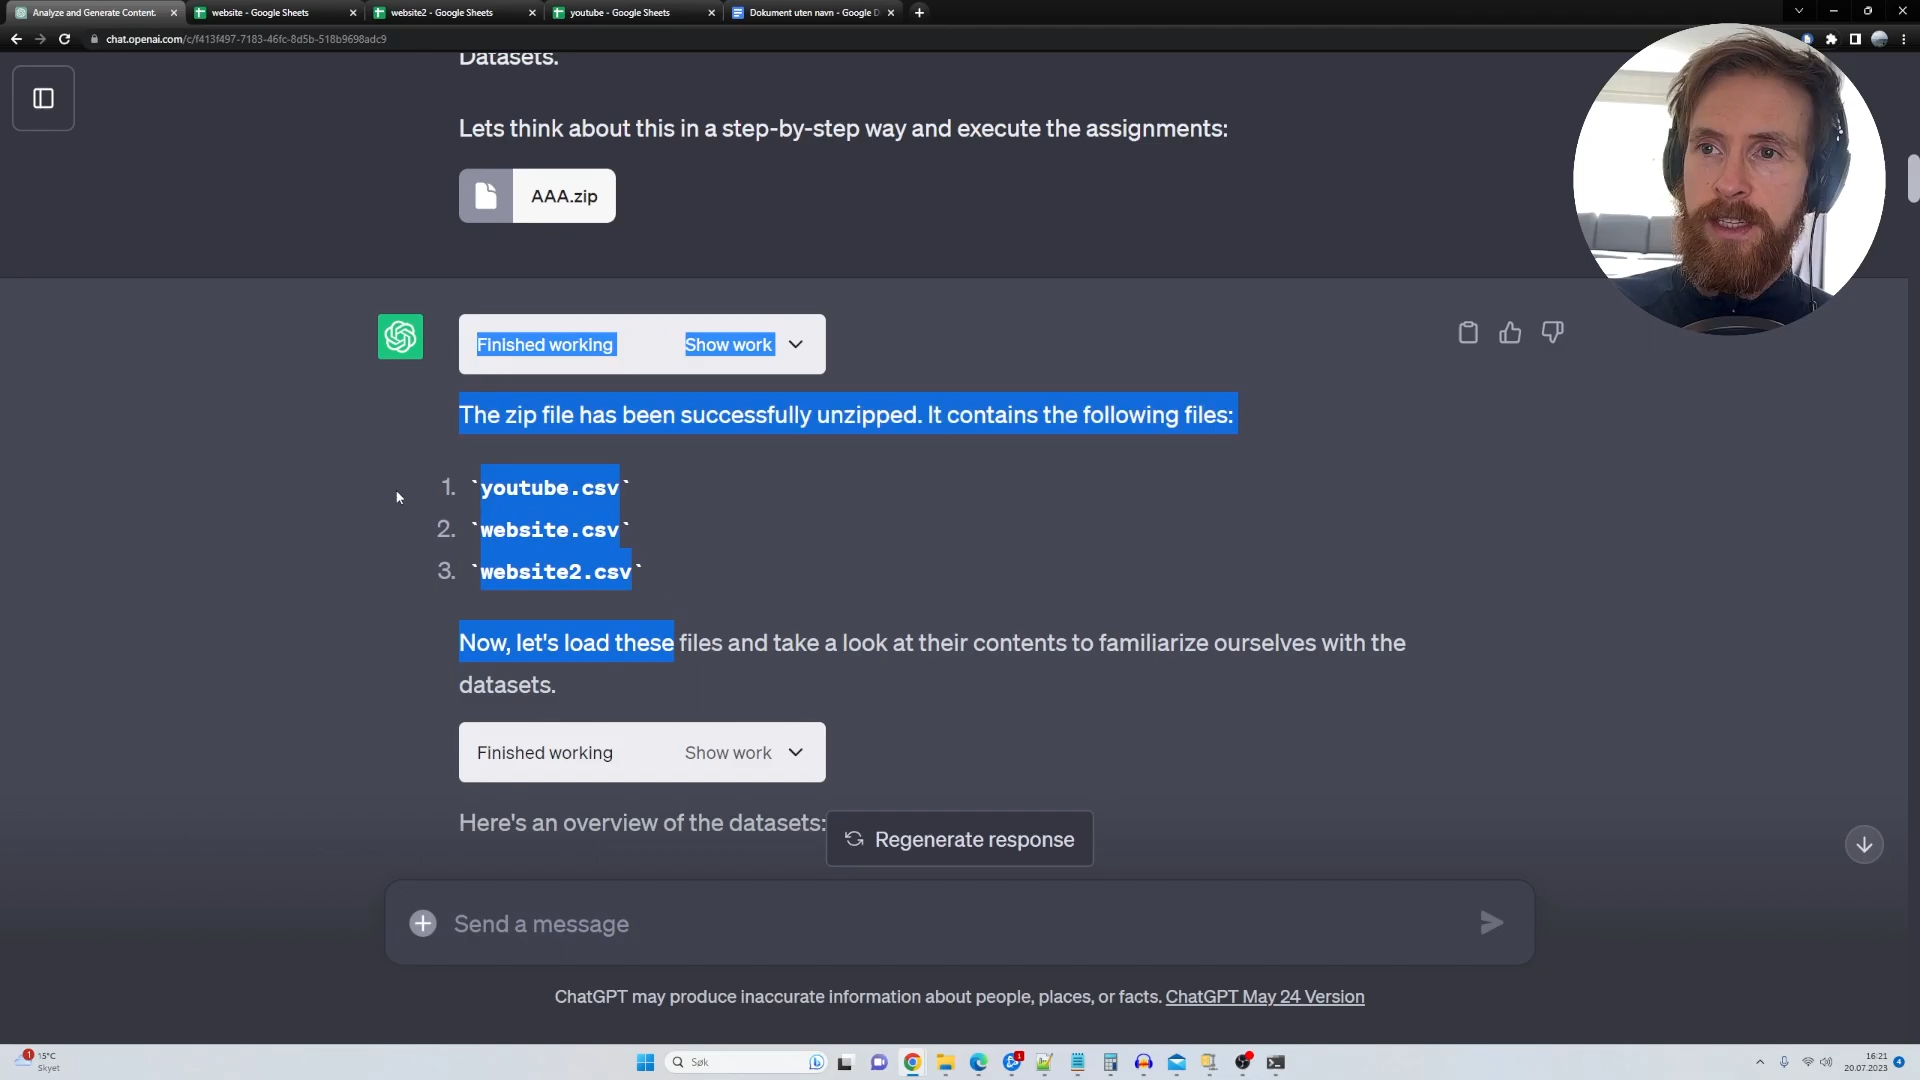 Analyze and Generate Content.
website - Google Sheets
website2 - Google Sheets
youtube - Google Sheets
Dokument uten navn - Google D
chat.openai.com/c/f413f497-7183-46fc-8d5b-518b9698adc9
Datasets.
Lets think about this in a step-by-step way and execute the assignments:
AAA.zip
Finished working Show work
The zip file has been successfully unzipped. It contains the following files:
1. `youtube.csv`
2. `website.csv`
3. `website2.csv`
Now, let's load these files and take a look at their contents to familiarize ourselves with the
datasets.
Finished working Show work
Here's an overview of the datasets:
Regenerate response
Send a message
ChatGPT may produce inaccurate information about people, places, or facts. ChatGPT May 24 Version
1
15°C
Skyet
Søk
1
16:21
20.07.2023
4